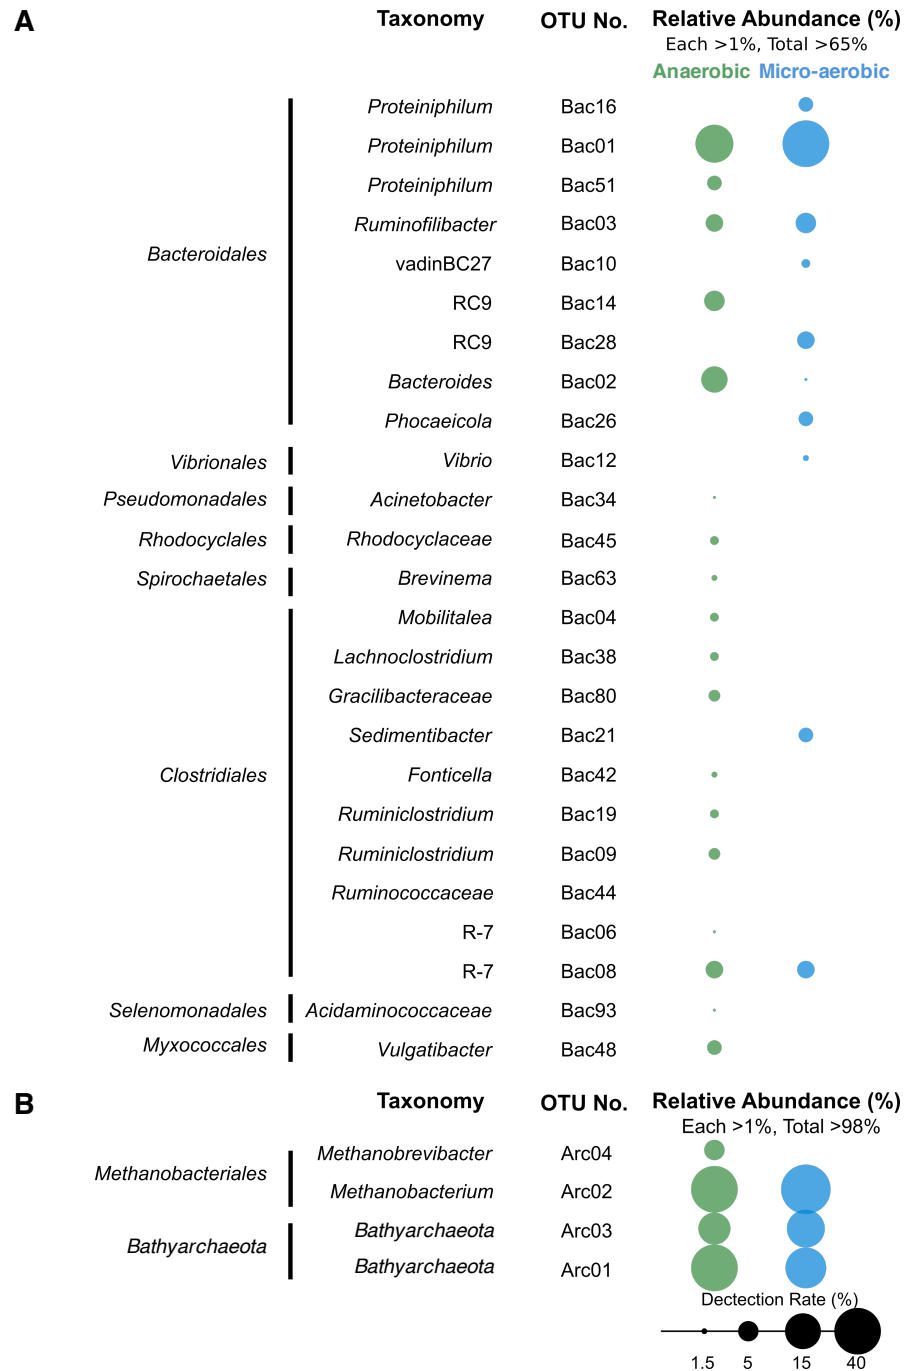 A Taxonomy OTU No. Relative Abundance (%)
Each >1%, Total >65%
Anaerobic Micro-aerobic
Proteiniphilum Bac16
Proteiniphilum Bac01
Proteiniphilum Bac51
Ruminofilibacter Bac03
Bacteroidales
vadinBC27 Bac10
RC9 Bac14
RC9 Bac28
Bacteroides Bac02
Phocaeicola Bac26
Vibrionales Vibrio Bac12
Pseudomonadales Acinetobacter Bac34
Rhodocyclales Rhodocyclaceae Bac45
Spirochaetales Brevinema Bac63
Mobilitalea Bac04
Lachnoclostridium Bac38
Gracilibacteraceae Bac80
Sedimentibacter Bac21
Clostridiales Fonticella Bac42
Ruminiclostridium Bac19
Ruminiclostridium Bac09
Ruminococcaceae Bac44
R-7 Bac06
R-7 Bac08
Selenomonadales Acidaminococcaceae Bac93
Myxococcales Vulgatibacter Bac48
B Taxonomy OTU No. Relative Abundance (%)
Each >1%, Total >98%
Methanobrevibacter Arc04
Methanobacteriales
Methanobacterium Arc02
Bathyarchaeota Arc03
Bathyarchaeota
Bathyarchaeota Arc01
Dectection Rate (%)
1.5 5 15 40